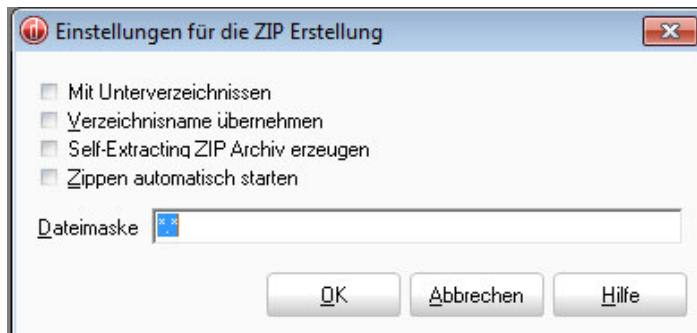 Einstellungen für die ZIP Erstellung
Mit Unterverzeichnissen
Verzeichnisname übernehmen
Self-Extracting ZIP Archiv erzeugen
Zippen automatisch starten
Dateimaske *.*
OK Abbrechen Hilfe